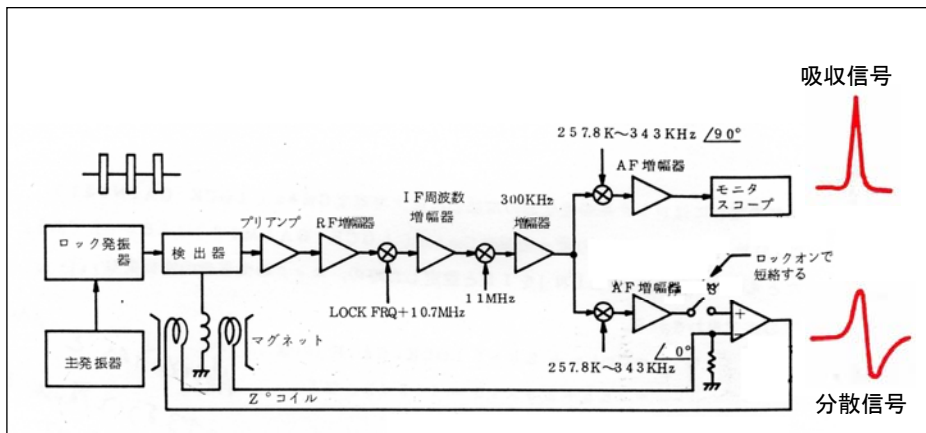 吸収信号
257.8K～343KHz ∠90°
AF増幅器
モニタ
スコープ
300KHz
増幅器
IF周波数
増幅器
プリアンプ
RF増幅器
ロック発振
器
検出器
ロックオンで
短絡する
11MHz
LOCK FRQ+10.7MHz
AF増幅器
+
−
マグネット
主発振器
257.8K～343KHz ∠0°
Z°コイル
分散信号